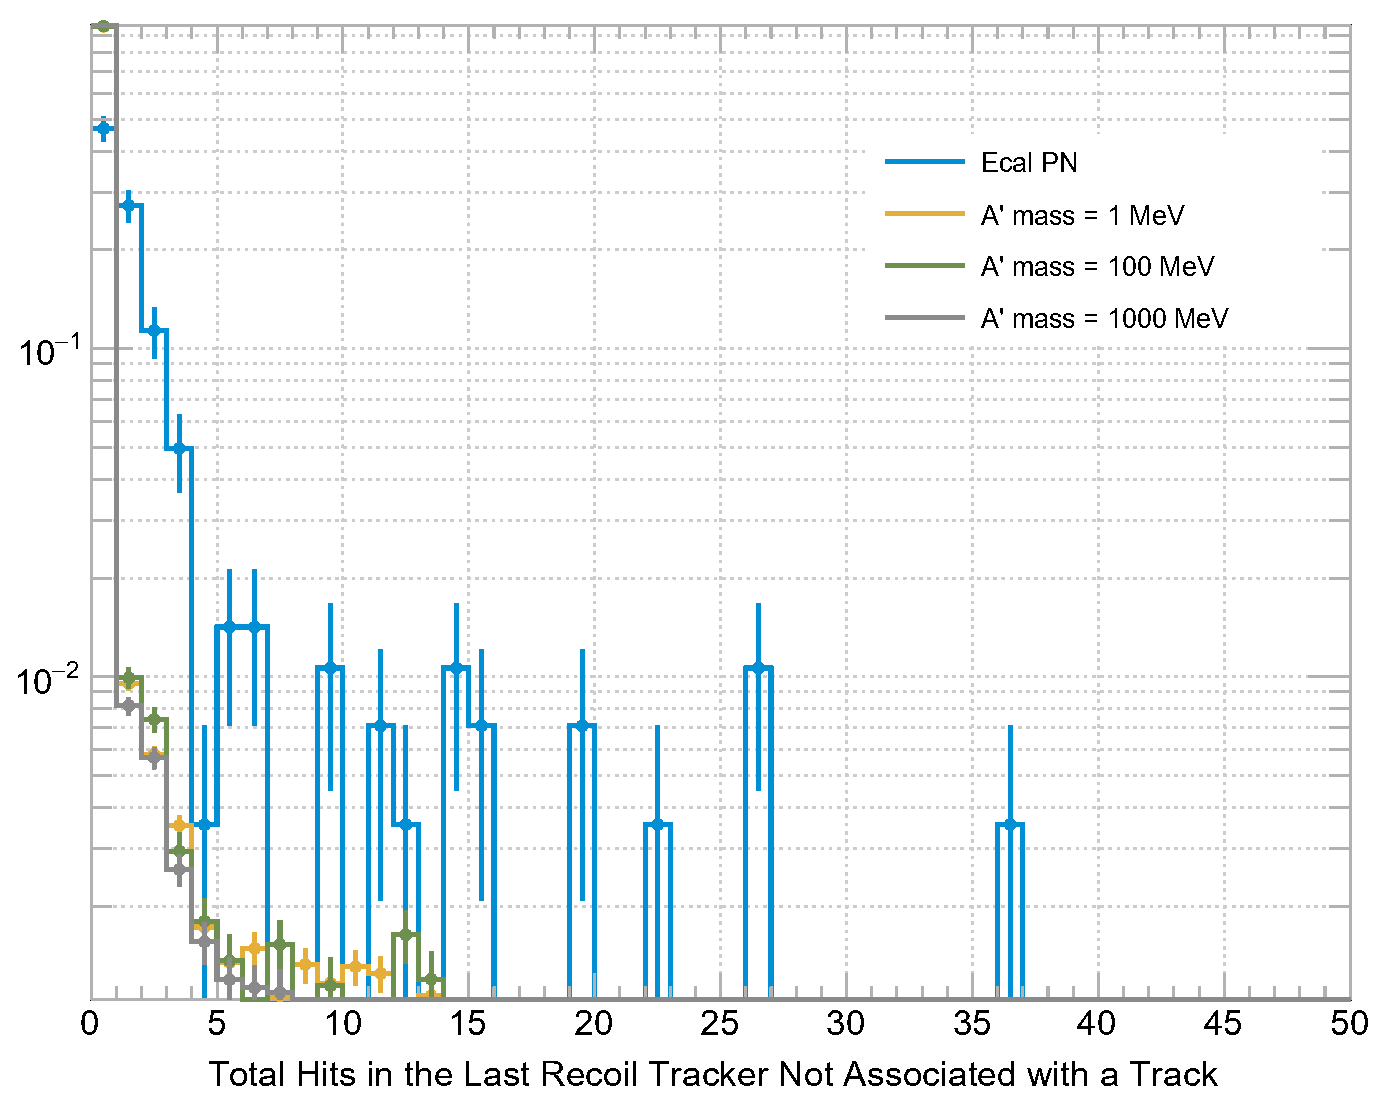 Ecal PN
A' mass = 1 MeV
A' mass = 100 MeV
A' mass = 1000 MeV
10⁻¹
10⁻²
0 5 10 15 20 25 30 35 40 45 50
Total Hits in the Last Recoil Tracker Not Associated with a Track